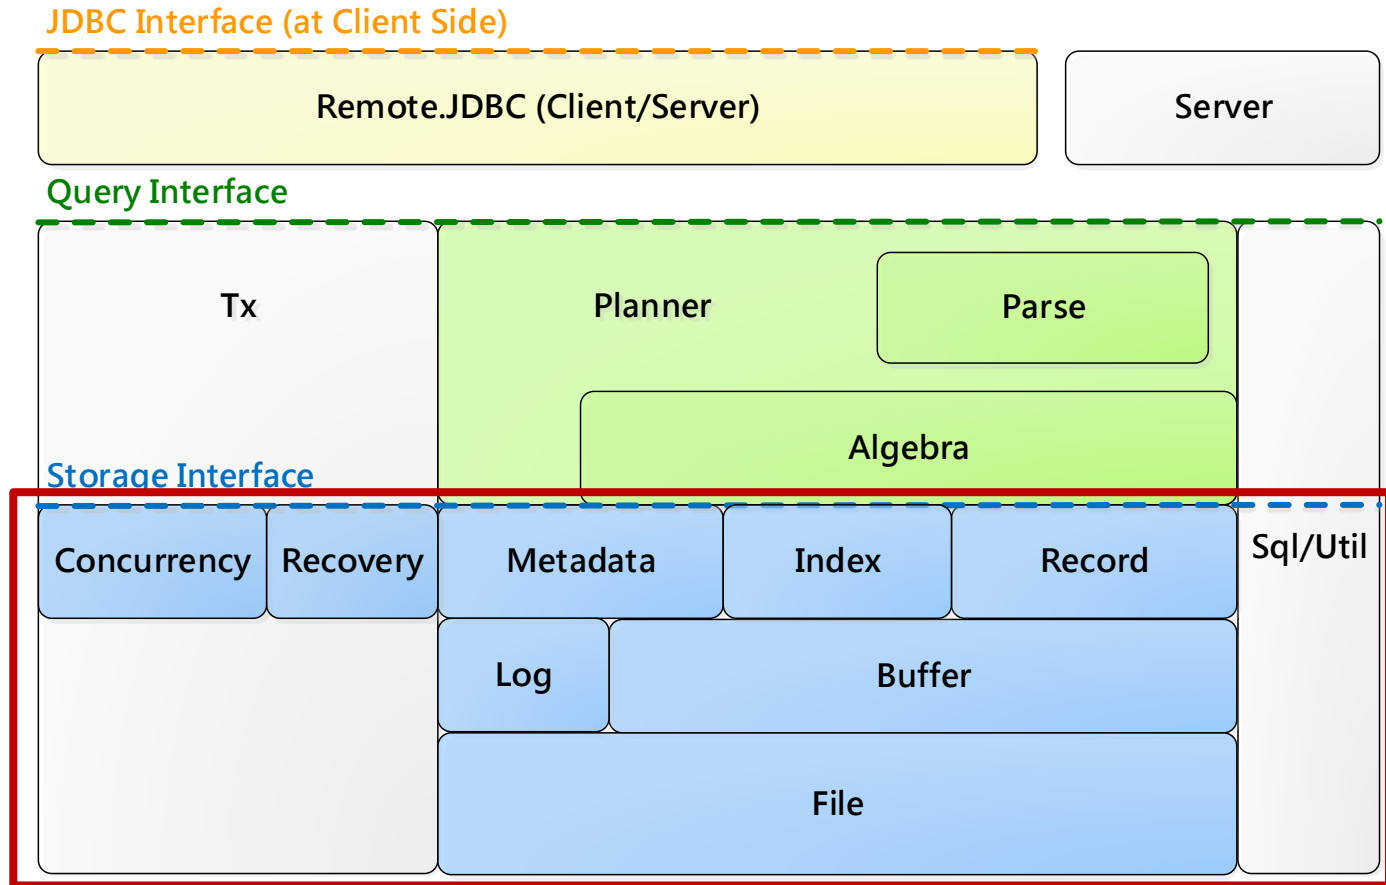 JDBC Interface (at Client Side)
Remote.JDBC (Client/Server)
Server
Query Interface
Tx
Planner
Parse
Algebra
Storage Interface
Concurrency
Recovery
Metadata
Index
Record
Sql/Util
Log
Buffer
File